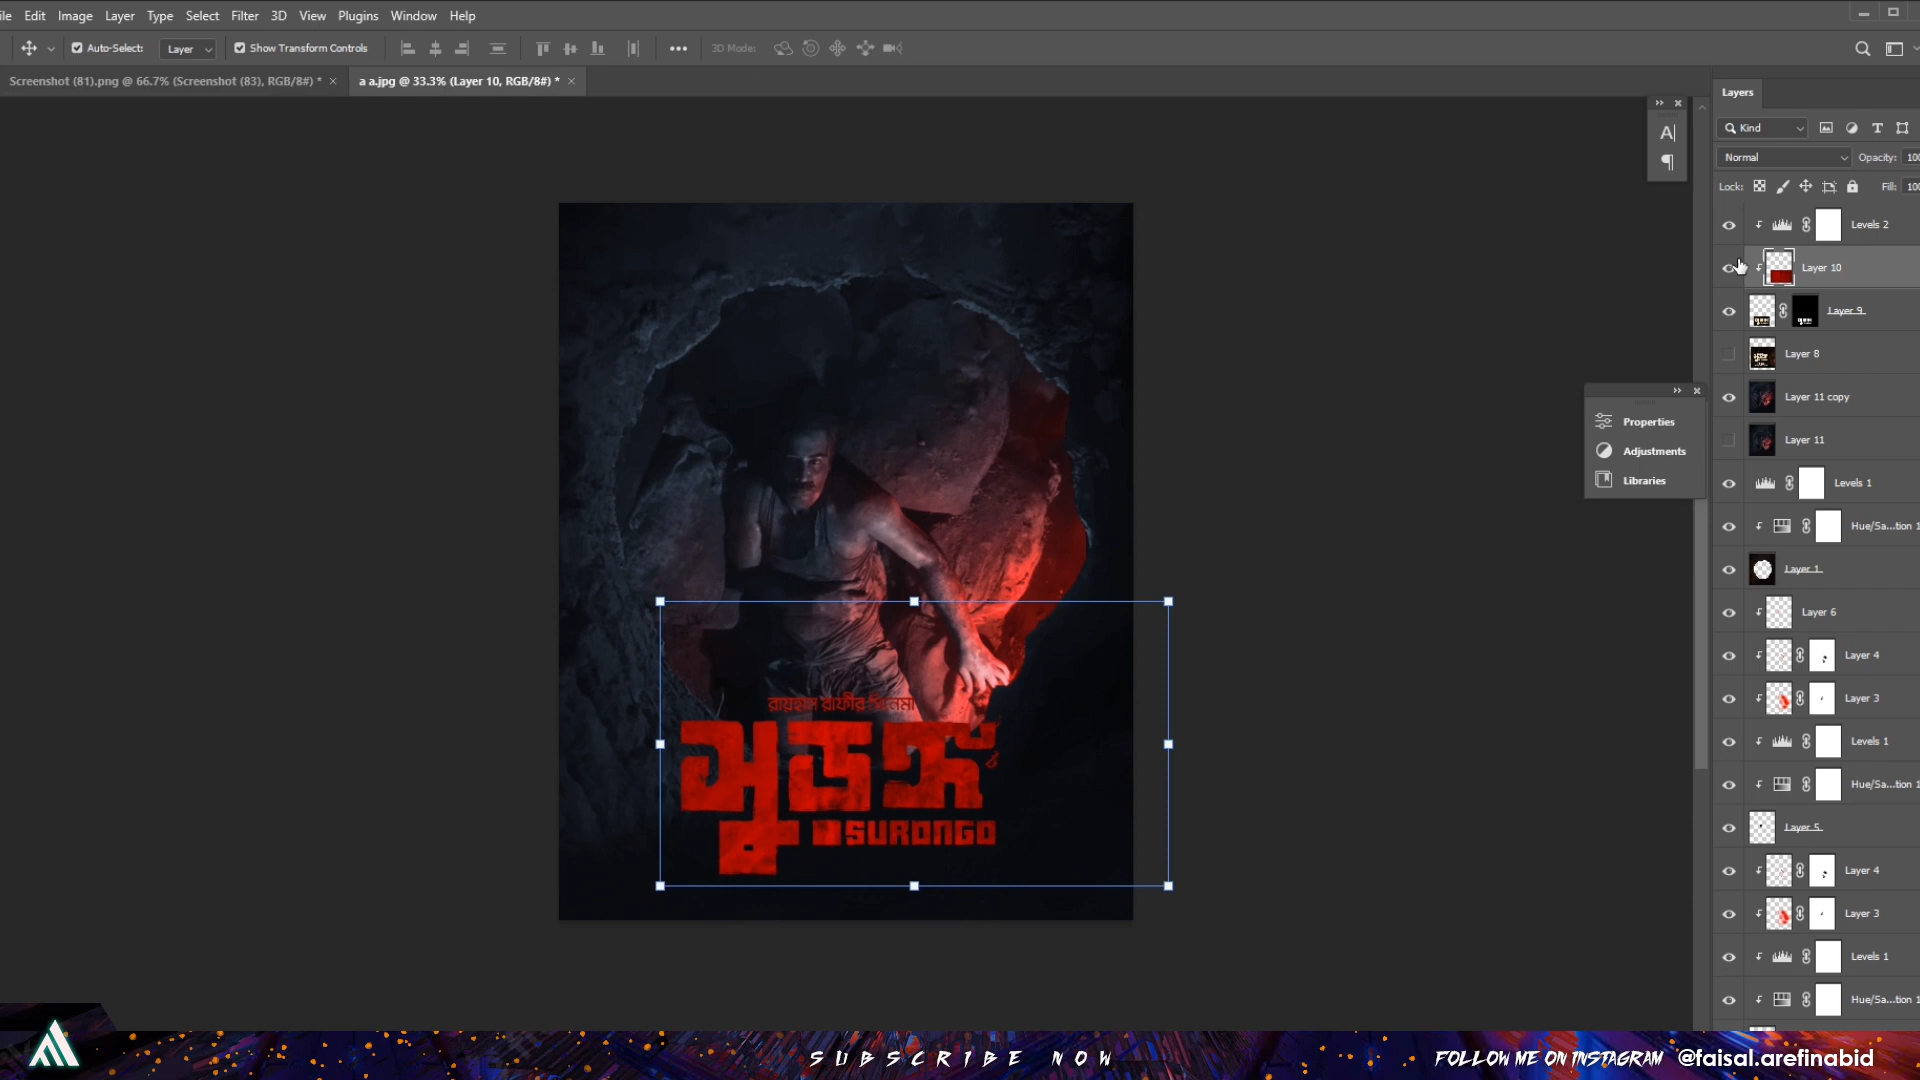 ile Edit Image Layer Type Select Filter 3D View Plugins Window Help
Auto-Select: Layer Show Transform Controls 3D Mode:
Screenshot (81).png @ 66.7% (Screenshot (83), RGB/8#) * × a a.jpg @ 33.3% (Layer 10, RGB/8#) * ×
Layers
Kind
Normal Opacity: 100
Lock: Fill: 100
Levels 2
Layer 10
Layer 9
Layer 8
Layer 11 copy
Layer 11
Levels 1
Hue/Sa...tion 1
Layer 1
Layer 6
Layer 4
Layer 3
Levels 1
Hue/Sa...tion 1
Layer 5
Layer 4
Layer 3
Levels 1
Hue/Sa...tion 1
Properties
Adjustments
Libraries
রায়হান রাফীর সিনেমা
সুড়ঙ্গ
SURONGO
SUBSCRIBE NOW
FOLLOW ME ON INSTAGRAM @faisal.arefinabid